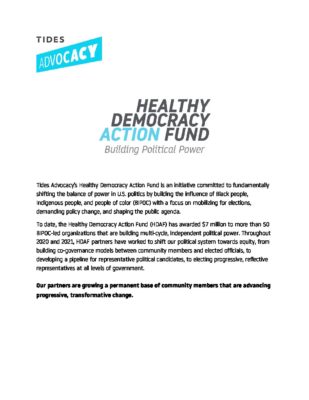 TIDES
ADVOCACY
HEALTHY
DEMOCRACY
ACTION FUND
Building Political Power
Tides Advocacy's Healthy Democracy Action Fund is an initiative committed to fundamentally
shifting the balance of power in U.S. politics by building the influence of Black people,
Indigenous people, and people of color (BIPOC) with a focus on mobilizing for elections,
demanding policy change, and shaping the public agenda.
To date, the Healthy Democracy Action Fund (HDAF) has awarded $7 million to more than 50
BIPOC-led organizations that are building multi-cycle, independent political power. Throughout
2020 and 2021, HDAF partners have worked to shift our political system towards equity, from
building co-governance models between community members and elected officials, to
developing a pipeline for representative political candidates, to electing progressive, reflective
representatives at all levels of government.
Our partners are growing a permanent base of community members that are advancing
progressive, transformative change.